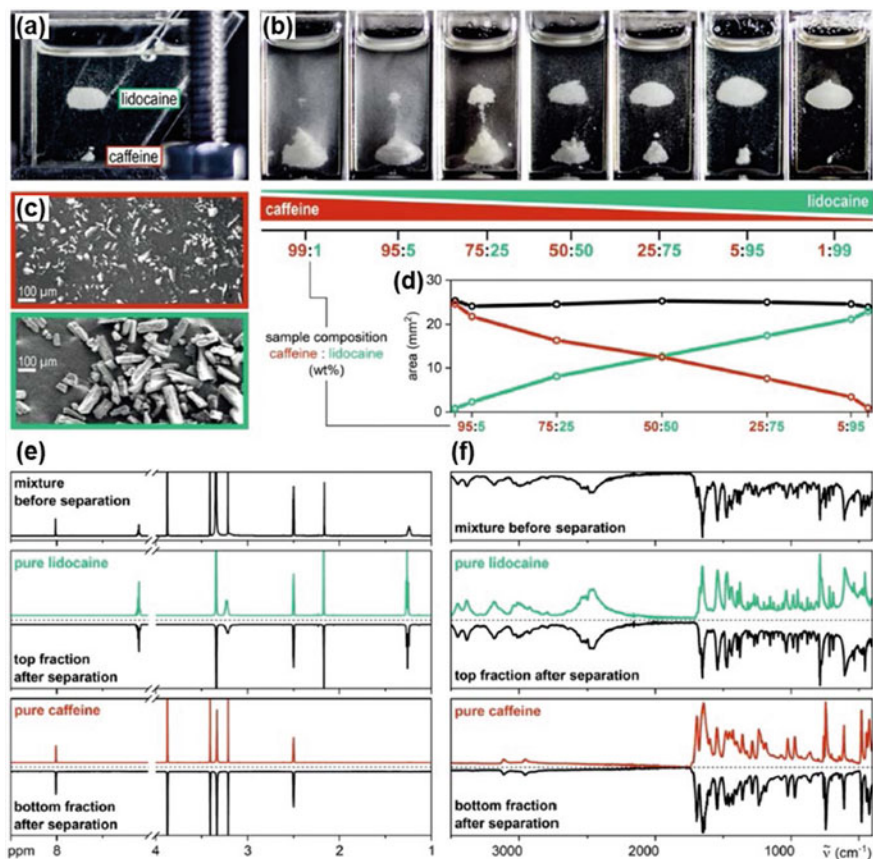 (a)
lidocaine
caffeine
(b)
(c)
100 µm
100 µm
caffeine
lidocaine
99:1 95:5 75:25 50:50 25:75 5:95 1:99
sample composition
caffeine : lidocaine
(wt%)
(d)
area (mm²)
30
20
10
0
95:5 75:25 50:50 25:75 5:95
(e)
mixture
before separation
pure lidocaine
top fraction
after separation
pure caffeine
bottom fraction
after separation
ppm 8 4 3 2 1
(f)
mixture before separation
pure lidocaine
top fraction after separation
pure caffeine
bottom fraction
after separation
3000 2000 1000 ṽ (cm⁻¹)